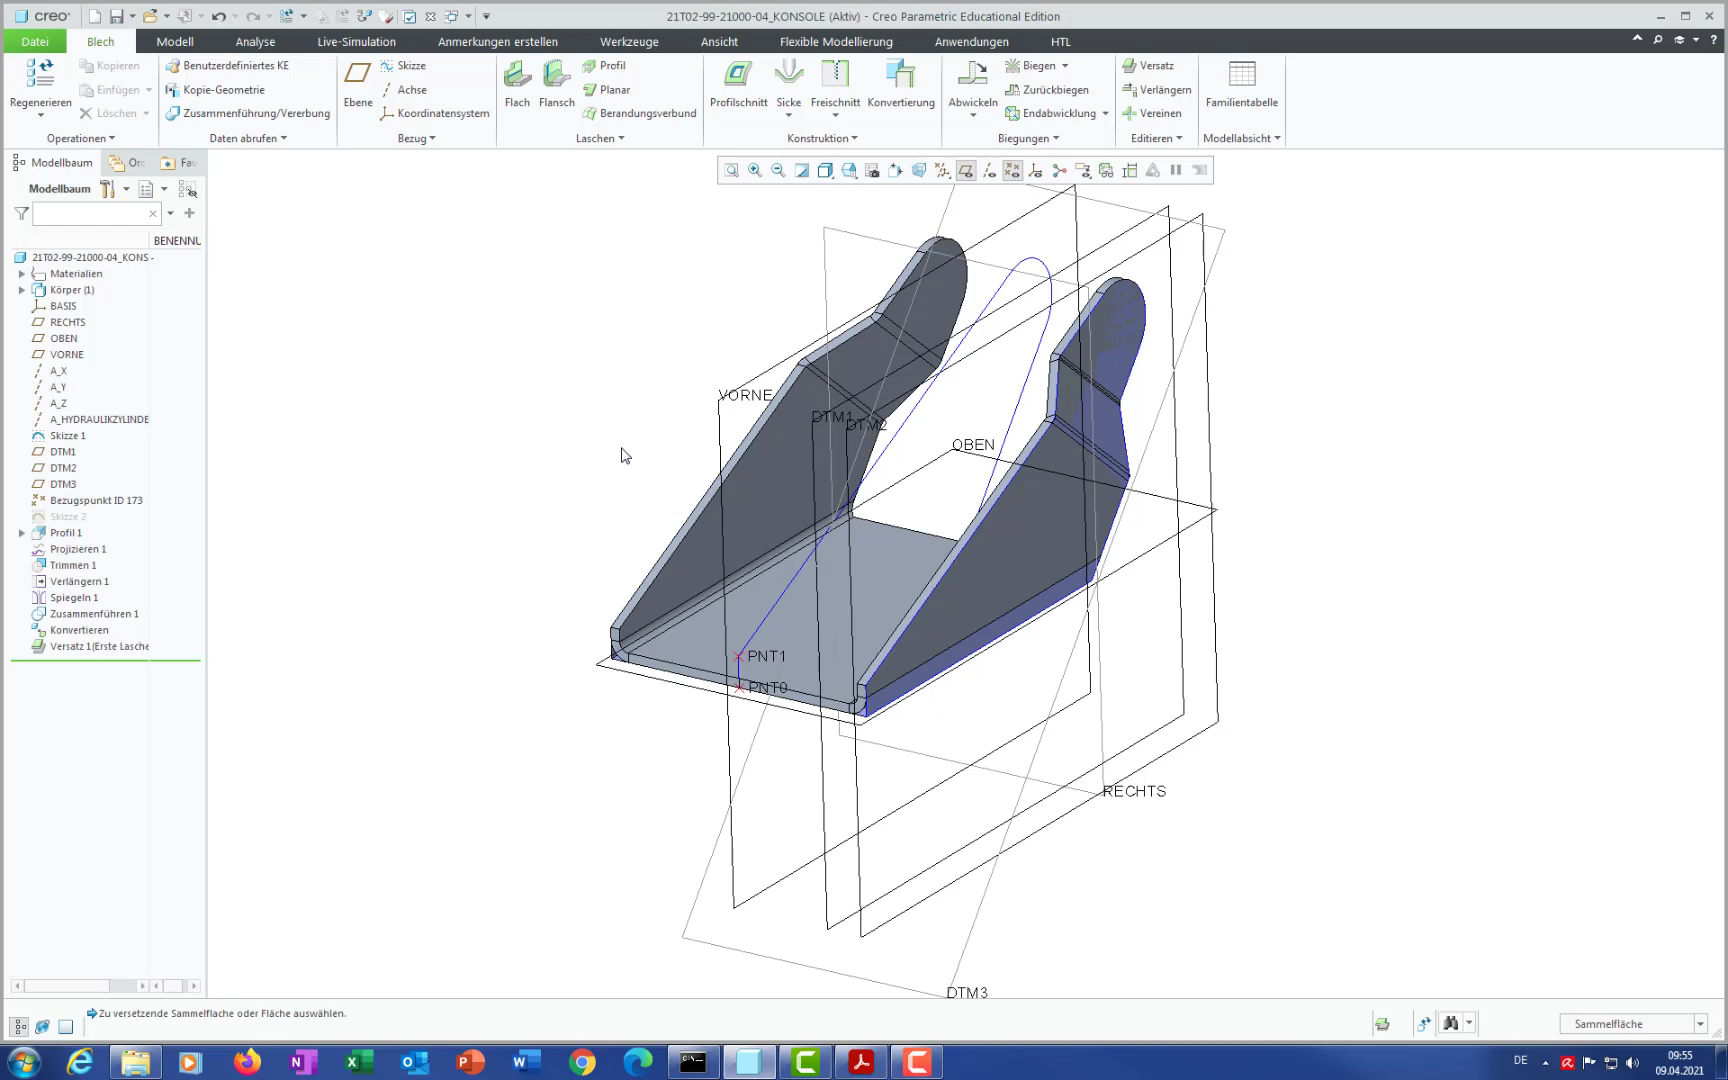 creo
21T02-99-21000-04_KONSOLE (Aktiv) - Creo Parametric Educational Edition
Datei
Blech
Modell
Analyse
Live-Simulation
Anmerkungen erstellen
Werkzeuge
Ansicht
Flexible Modellierung
Anwendungen
HTL
Regenerieren
Kopieren
Einfügen
Löschen
Operationen
Benutzerdefiniertes KE
Kopie-Geometrie
Zusammenführung/Vererbung
Daten abrufen
Ebene
Skizze
Achse
Koordinatensystem
Bezug
Flach
Flansch
Profil
Planar
Berandungsverbund
Laschen
Profilschnitt
Sicke
Freischnitt
Konvertierung
Konstruktion
Abwickeln
Biegen
Zurückbiegen
Endabwicklung
Biegungen
Versatz
Verlängern
Vereinen
Editieren
Familientabelle
Modellabsicht
Modellbaum
Or
Fav
Modellbaum
BENENNU
21T02-99-21000-04_KONS
Materialien
Körper (1)
BASIS
RECHTS
OBEN
VORNE
A_X
A_Y
A_Z
A_HYDRAULIKZYLINDE
Skizze 1
DTM1
DTM2
DTM3
Bezugspunkt ID 173
Skizze 2
Profil 1
Projizieren 1
Trimmen 1
Verlängern 1
Spiegeln 1
Zusammenführen 1
Konvertieren
Versatz 1(Erste Lasche
VORNE
DTM1
DTM2
OBEN
PNT1
PNT0
RECHTS
DTM3
Zu versetzende Sammelfläche oder Fläche auswählen.
Sammelfläche
DE
09:55
09.04.2021